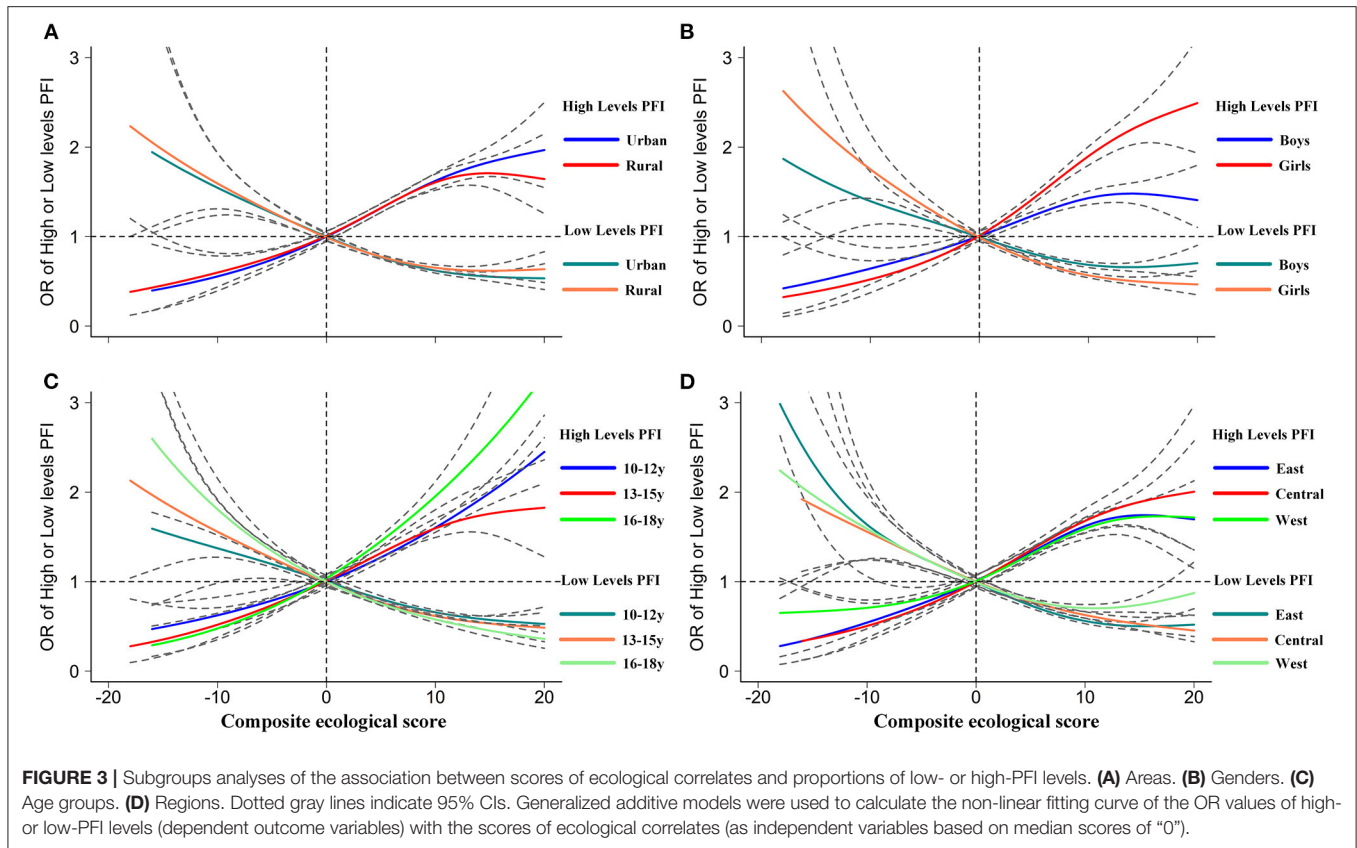 A
B
3
2
1
0
OR of High or Low levels PFI
High Levels PFI
Urban
Rural
Low Levels PFI
Urban
Rural
3
2
1
0
OR of High or Low levels PFI
High Levels PFI
Boys
Girls
Low Levels PFI
Boys
Girls
C
D
3
2
1
0
OR of High or Low levels PFI
High Levels PFI
10-12y
13-15y
16-18y
Low Levels PFI
10-12y
13-15y
16-18y
-20
-10
0
10
20
Composite ecological score
3
2
1
0
OR of High or Low levels PFI
High Levels PFI
East
Central
West
Low Levels PFI
East
Central
West
-20
-10
0
10
20
Composite ecological score
FIGURE 3 | Subgroups analyses of the association between scores of ecological correlates and proportions of low- or high-PFI levels. (A) Areas. (B) Genders. (C)
Age groups. (D) Regions. Dotted gray lines indicate 95% CIs. Generalized additive models were used to calculate the non-linear fitting curve of the OR values of high-
or low-PFI levels (dependent outcome variables) with the scores of ecological correlates (as independent variables based on median scores of “0”).